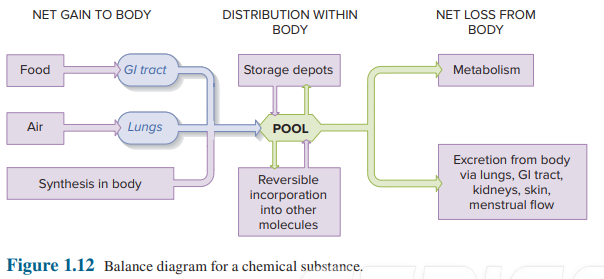 NET GAIN TO BODY
DISTRIBUTION WITHIN
BODY
NET LOSS FROM
BODY
Food
GI tract
Storage depots
Metabolism
Air
Lungs
POOL
Synthesis in body
Reversible
incorporation
into other
molecules
Excretion from body
via lungs, GI tract,
kidneys, skin,
menstrual flow
Figure 1.12 Balance diagram for a chemical substance.